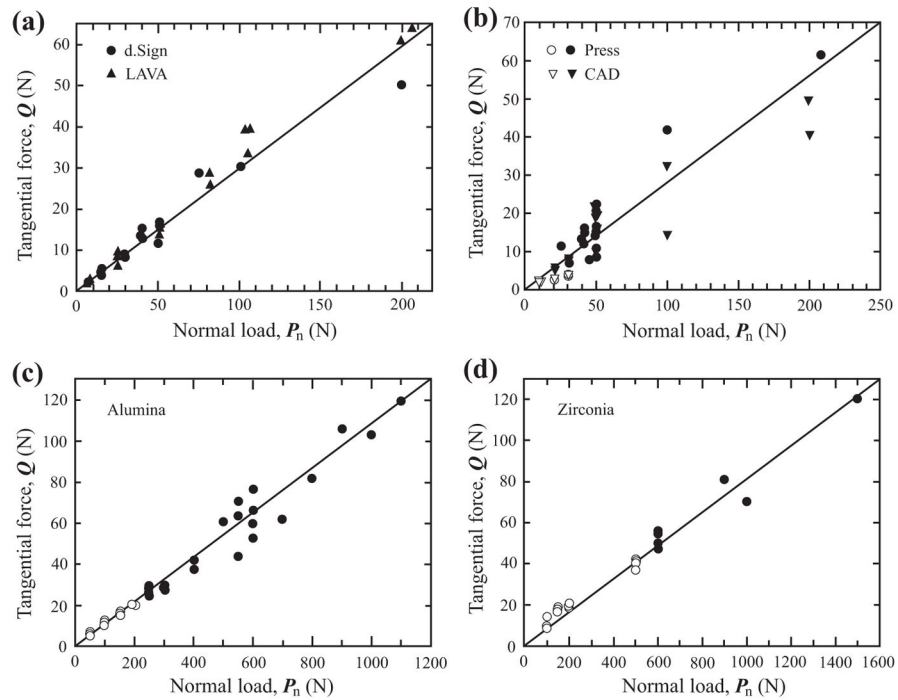 (a)
d.Sign
LAVA
Tangential force, Q (N)
60
50
40
30
20
10
0
0 50 100 150 200
Normal load, Pn (N)
(b)
Press
CAD
Tangential force, Q (N)
70
60
50
40
30
20
10
0
0 50 100 150 200 250
Normal load, Pn (N)
(c)
Alumina
Tangential force, Q (N)
120
100
80
60
40
20
0
0 200 400 600 800 1000 1200
Normal load, Pn (N)
(d)
Zirconia
Tangential force, Q (N)
120
100
80
60
40
20
0
0 200 400 600 800 1000 1200 1400 1600
Normal load, Pn (N)